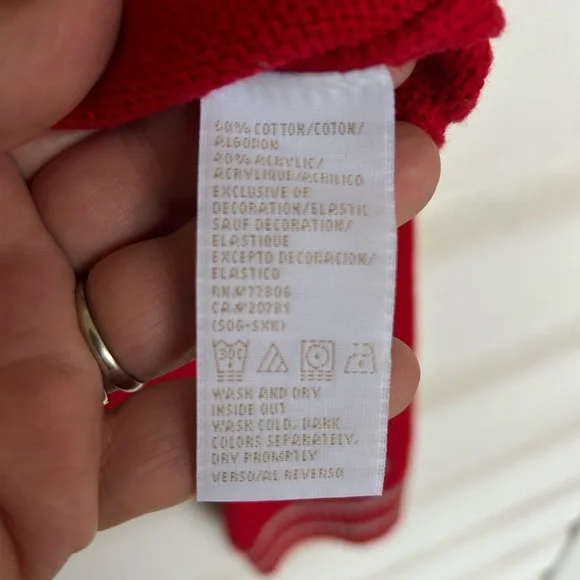 60% COTTON/COTON/
ALGODON
40% ACRYLIC/
ACRYLIQUE/ACRILICO
EXCLUSIVE OF
DECORATION/ELASTIC
SAUF DECORATION/
ELASTIQUE
EXCEPTO DECORACION/
ELASTICO
RN#77806
CA#20781
(SOG-SXK)
30C
WASH AND DRY
INSIDE OUT
WASH COLD, DARK
COLORS SEPARATELY.
DRY PROMPTLY
VERSO/AL REVERSO